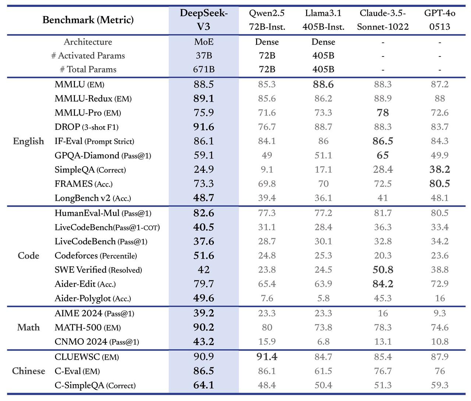 Benchmark (Metric) DeepSeek-V3 Qwen2.5 72B-Inst. Llama3.1 405B-Inst. Claude-3.5-Sonnet-1022 GPT-4o 0513
Architecture MoE Dense Dense - -
# Activated Params 37B 72B 405B - -
# Total Params 671B 72B 405B - -
English
MMLU (EM) 88.5 85.3 88.6 88.3 87.2
MMLU-Redux (EM) 89.1 85.6 86.2 88.9 88
MMLU-Pro (EM) 75.9 71.6 73.3 78 72.6
DROP (3-shot F1) 91.6 76.7 88.7 88.3 83.7
IF-Eval (Prompt Strict) 86.1 84.1 86 86.5 84.3
GPQA-Diamond (Pass@1) 59.1 49 51.1 65 49.9
SimpleQA (Correct) 24.9 9.1 17.1 28.4 38.2
FRAMES (Acc.) 73.3 69.8 70 72.5 80.5
LongBench v2 (Acc.) 48.7 39.4 36.1 41 48.1
Code
HumanEval-Mul (Pass@1) 82.6 77.3 77.2 81.7 80.5
LiveCodeBench(Pass@1-COT) 40.5 31.1 28.4 36.3 33.4
LiveCodeBench (Pass@1) 37.6 28.7 30.1 32.8 34.2
Codeforces (Percentile) 51.6 24.8 25.3 20.3 23.6
SWE Verified (Resolved) 42 23.8 24.5 50.8 38.8
Aider-Edit (Acc.) 79.7 65.4 63.9 84.2 72.9
Aider-Polyglot (Acc.) 49.6 7.6 5.8 45.3 16
Math
AIME 2024 (Pass@1) 39.2 23.3 23.3 16 9.3
MATH-500 (EM) 90.2 80 73.8 78.3 74.6
CNMO 2024 (Pass@1) 43.2 15.9 6.8 13.1 10.8
Chinese
CLUEWSC (EM) 90.9 91.4 84.7 85.4 87.9
C-Eval (EM) 86.5 86.1 61.5 76.7 76
C-SimpleQA (Correct) 64.1 48.4 50.4 51.3 59.3